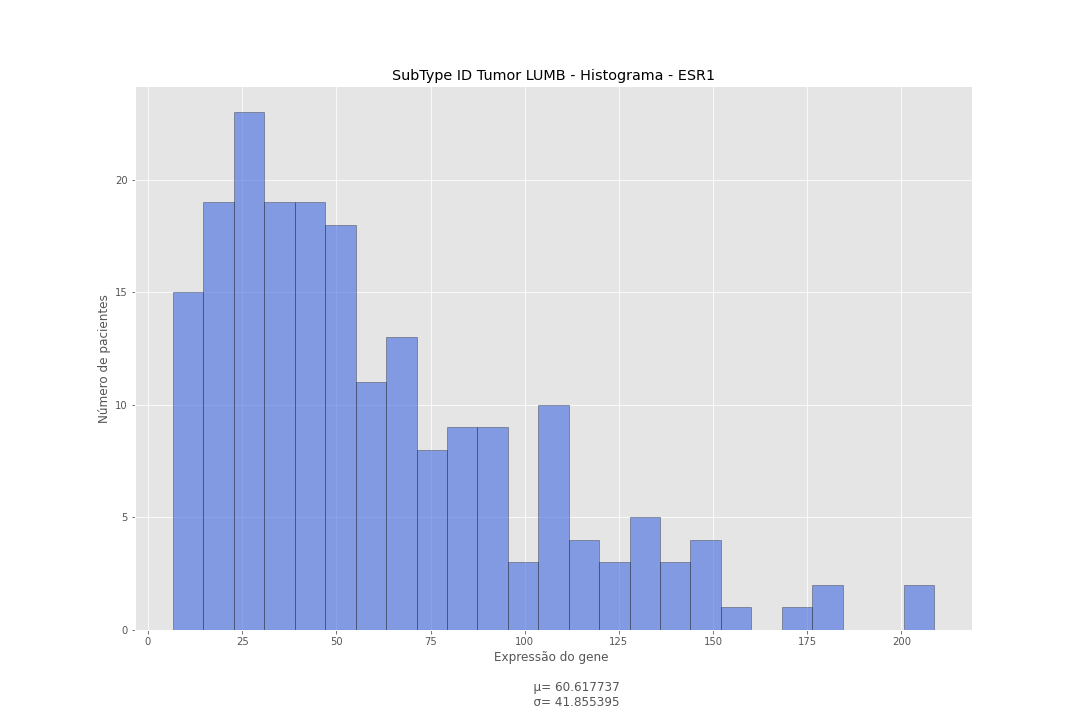 SubType ID Tumor LUMB - Histograma - ESR1
20
15
10
5
0
Número de pacientes
0 25 50 75 100 125 150 175 200
Expressão do gene
μ= 60.617737
σ= 41.855395